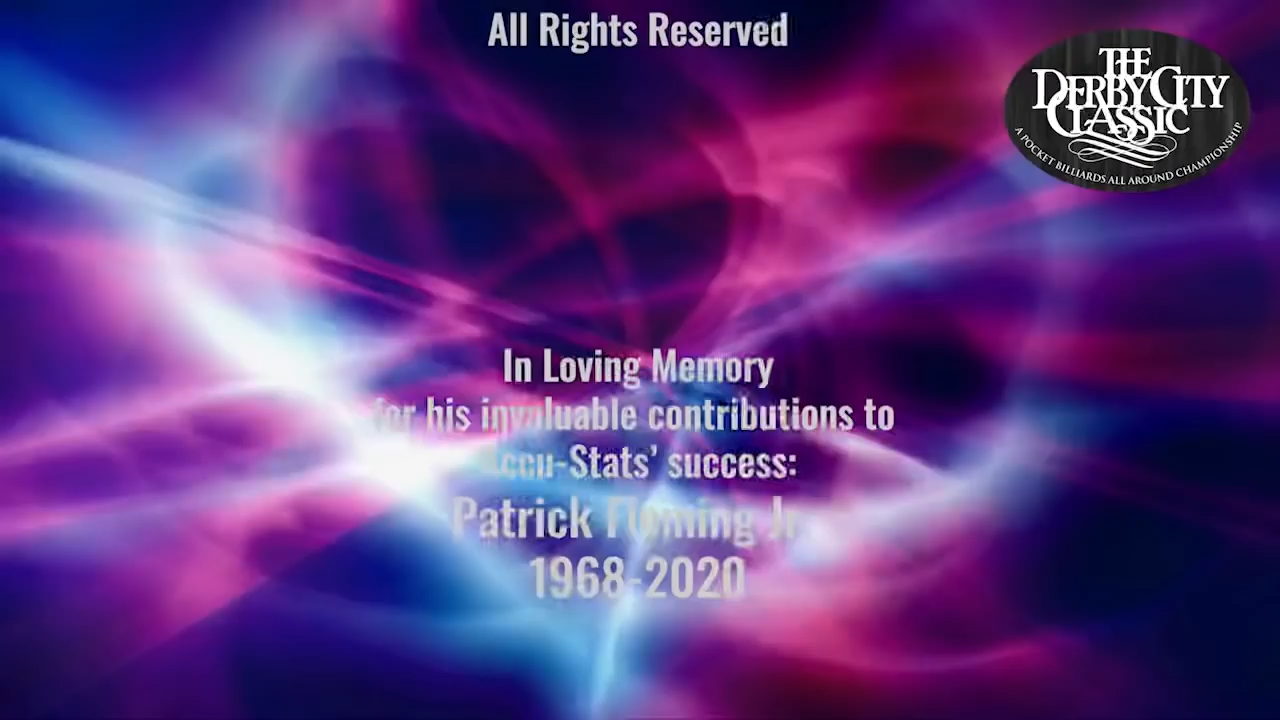 All Rights Reserved
THE
DERBY CITY
CLASSIC
A POCKET BILLIARDS ALL AROUND CHAMPIONSHIP
In Loving Memory
for his invaluable contributions to
Accu-Stats’ success:
Patrick Fleming Jr.
1968-2020